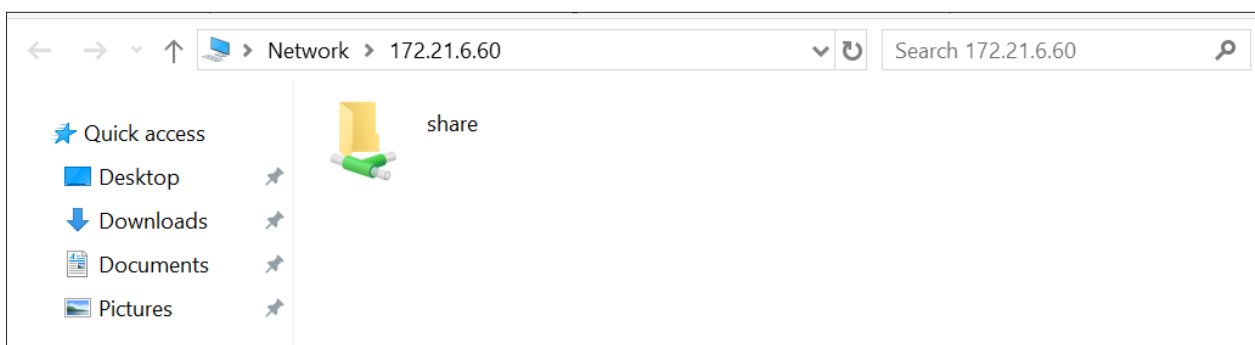 Network > 172.21.6.60
Search 172.21.6.60
Quick access
share
Desktop
Downloads
Documents
Pictures